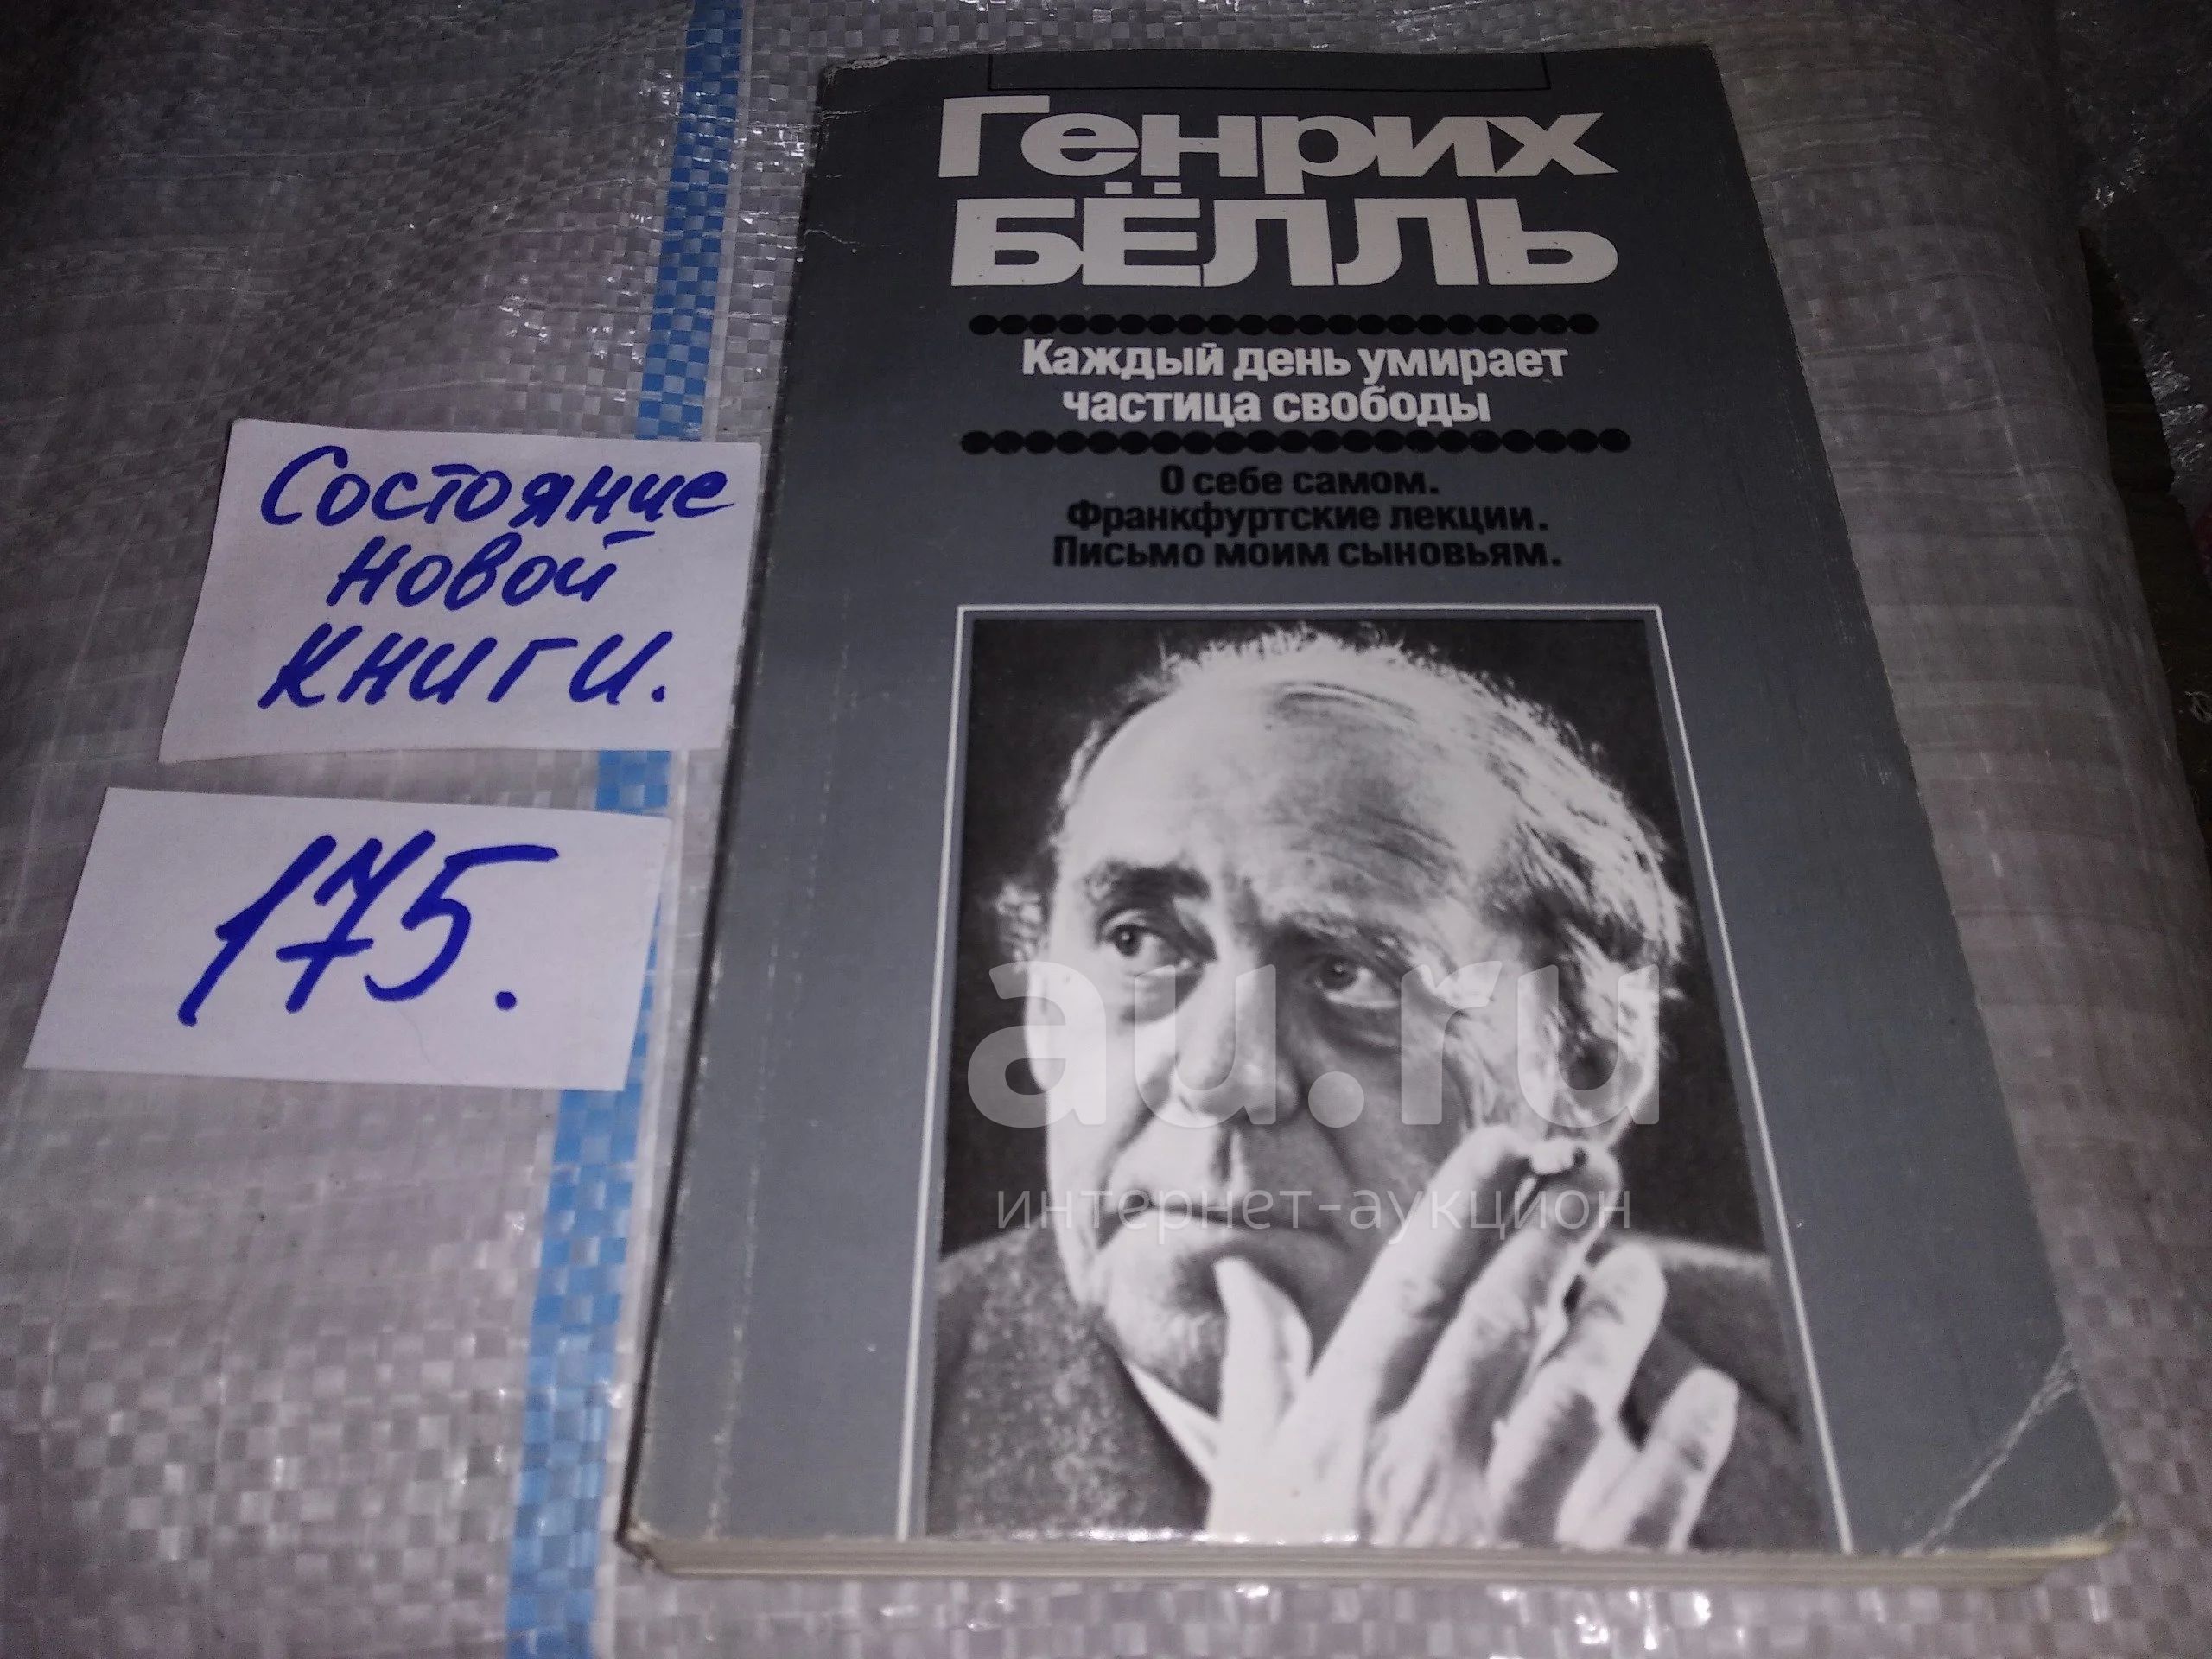 Генрих
БЁЛЛЬ
Каждый день умирает
частица свободы
О себе самом.
Франкфуртские лекции.
Письмо моим сыновьям.
Состояние
новой
книги.
175.
au.ru
интернет-аукцион